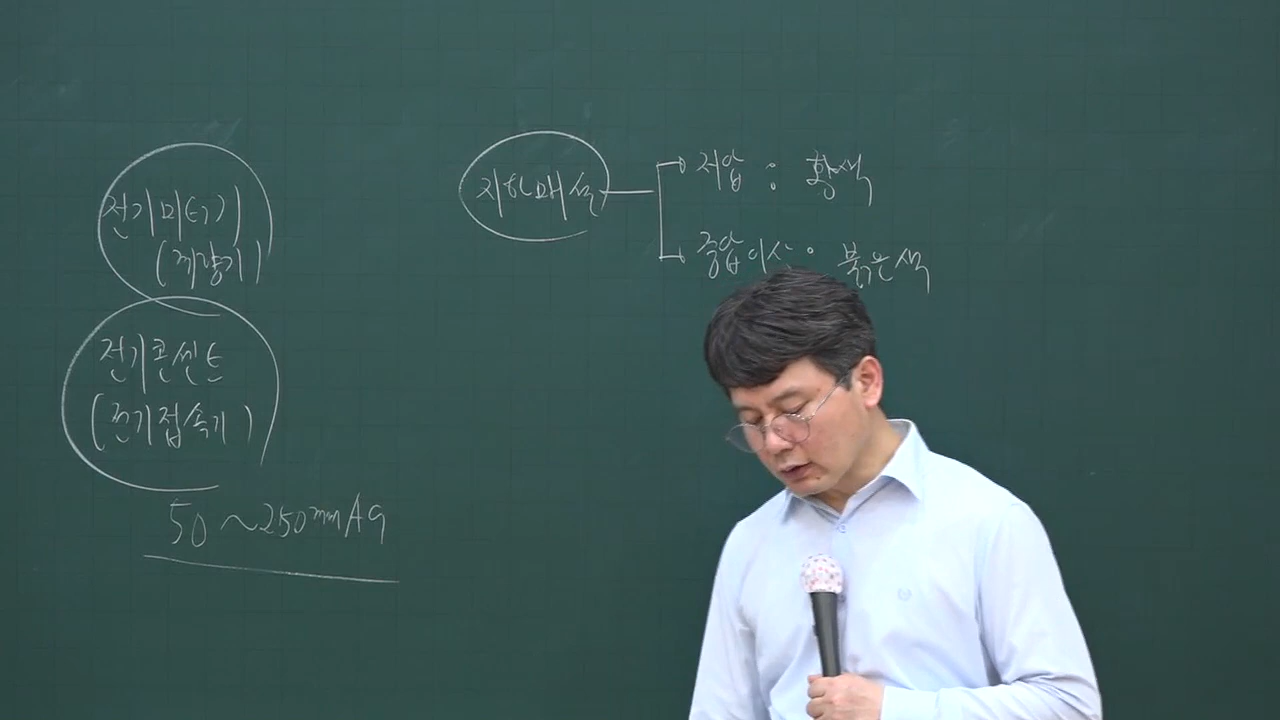 전기미(터)
(계량기)
전기콘센트
(전기접속기)
50~250mmAq
지하매설
저압 : 황색
중압이상 : 붉은색